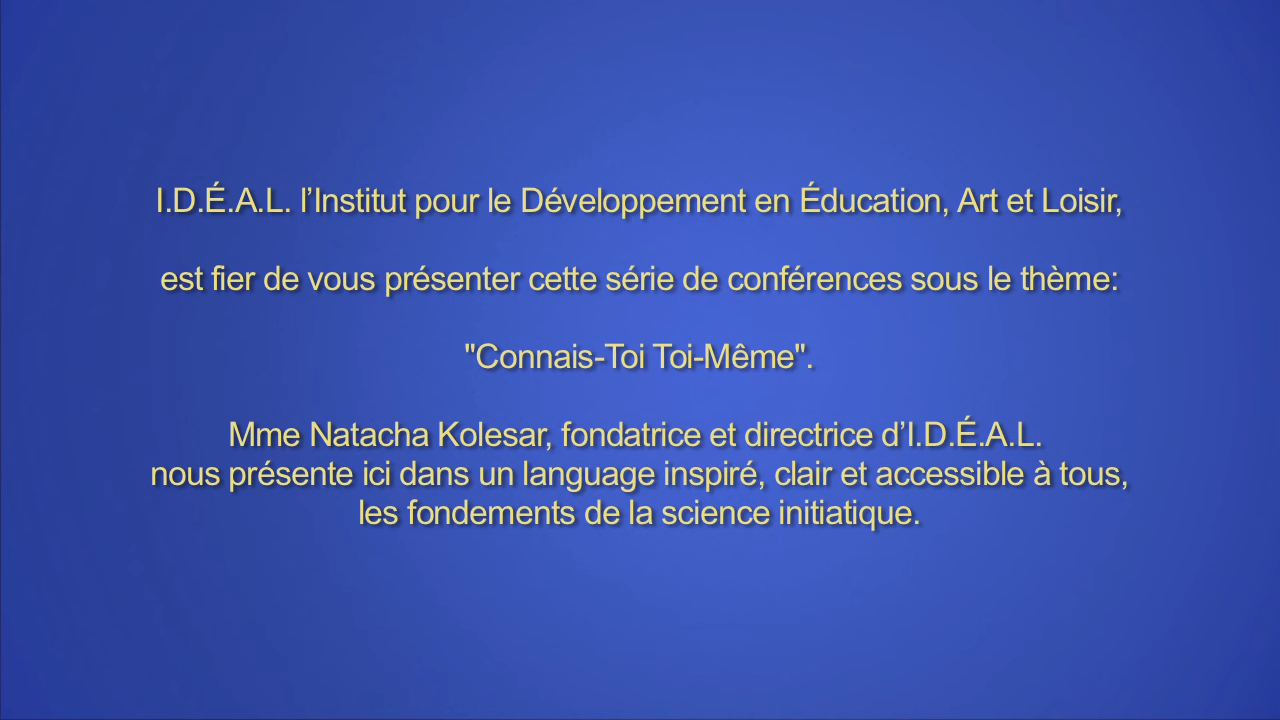 I.D.É.A.L. l’Institut pour le Développement en Éducation, Art et Loisir,
est fier de vous présenter cette série de conférences sous le thème:
"Connais-Toi Toi-Même".
Mme Natacha Kolesar, fondatrice et directrice d’I.D.É.A.L.
nous présente ici dans un language inspiré, clair et accessible à tous,
les fondements de la science initiatique.